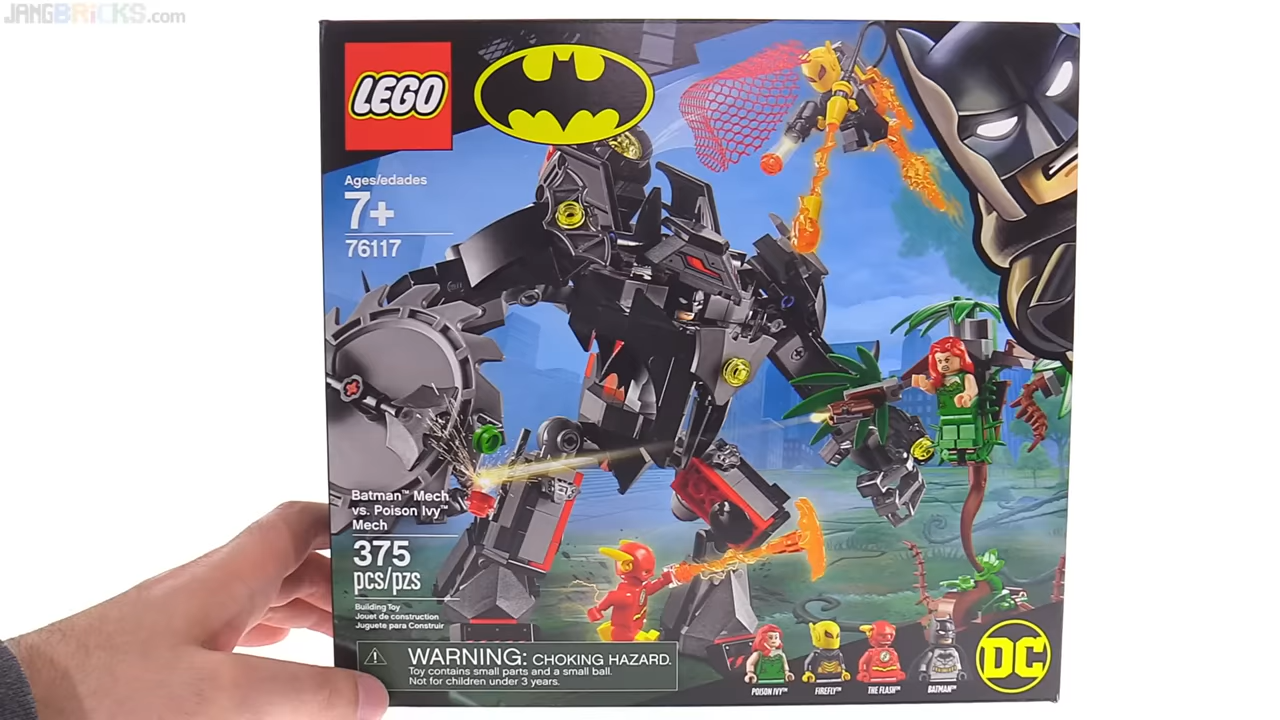 JANGBRiCKS.com
LEGO
Ages/edades
7+
76117
Batman™ Mech
vs. Poison Ivy™
Mech
375
pcs/pzs
Building Toy
Jouet de construction
Juguete para Construir
WARNING: CHOKING HAZARD.
Toy contains small parts and a small ball.
Not for children under 3 years.
POISON IVY™ FIREFLY™ THE FLASH™ BATMAN™
DC